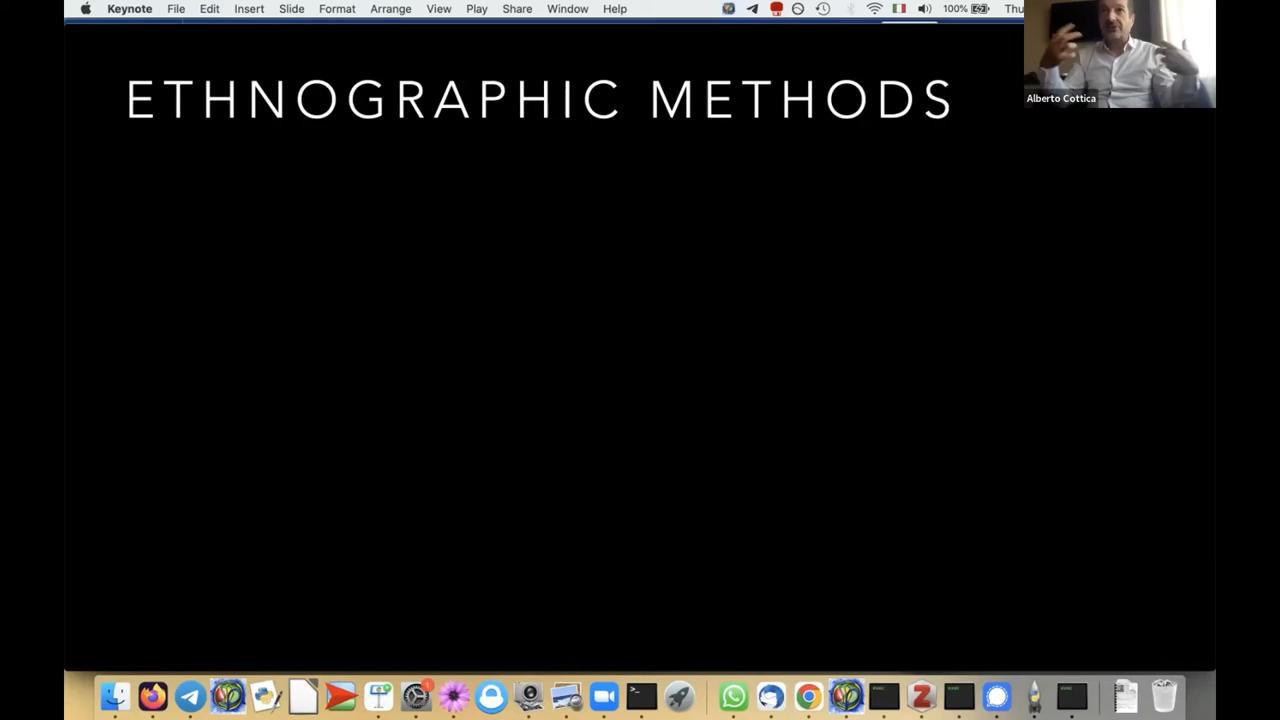 Keynote File Edit Insert Slide Format Arrange View Play Share Window Help 100% Thu
Alberto Cottica
ETHNOGRAPHIC METHODS